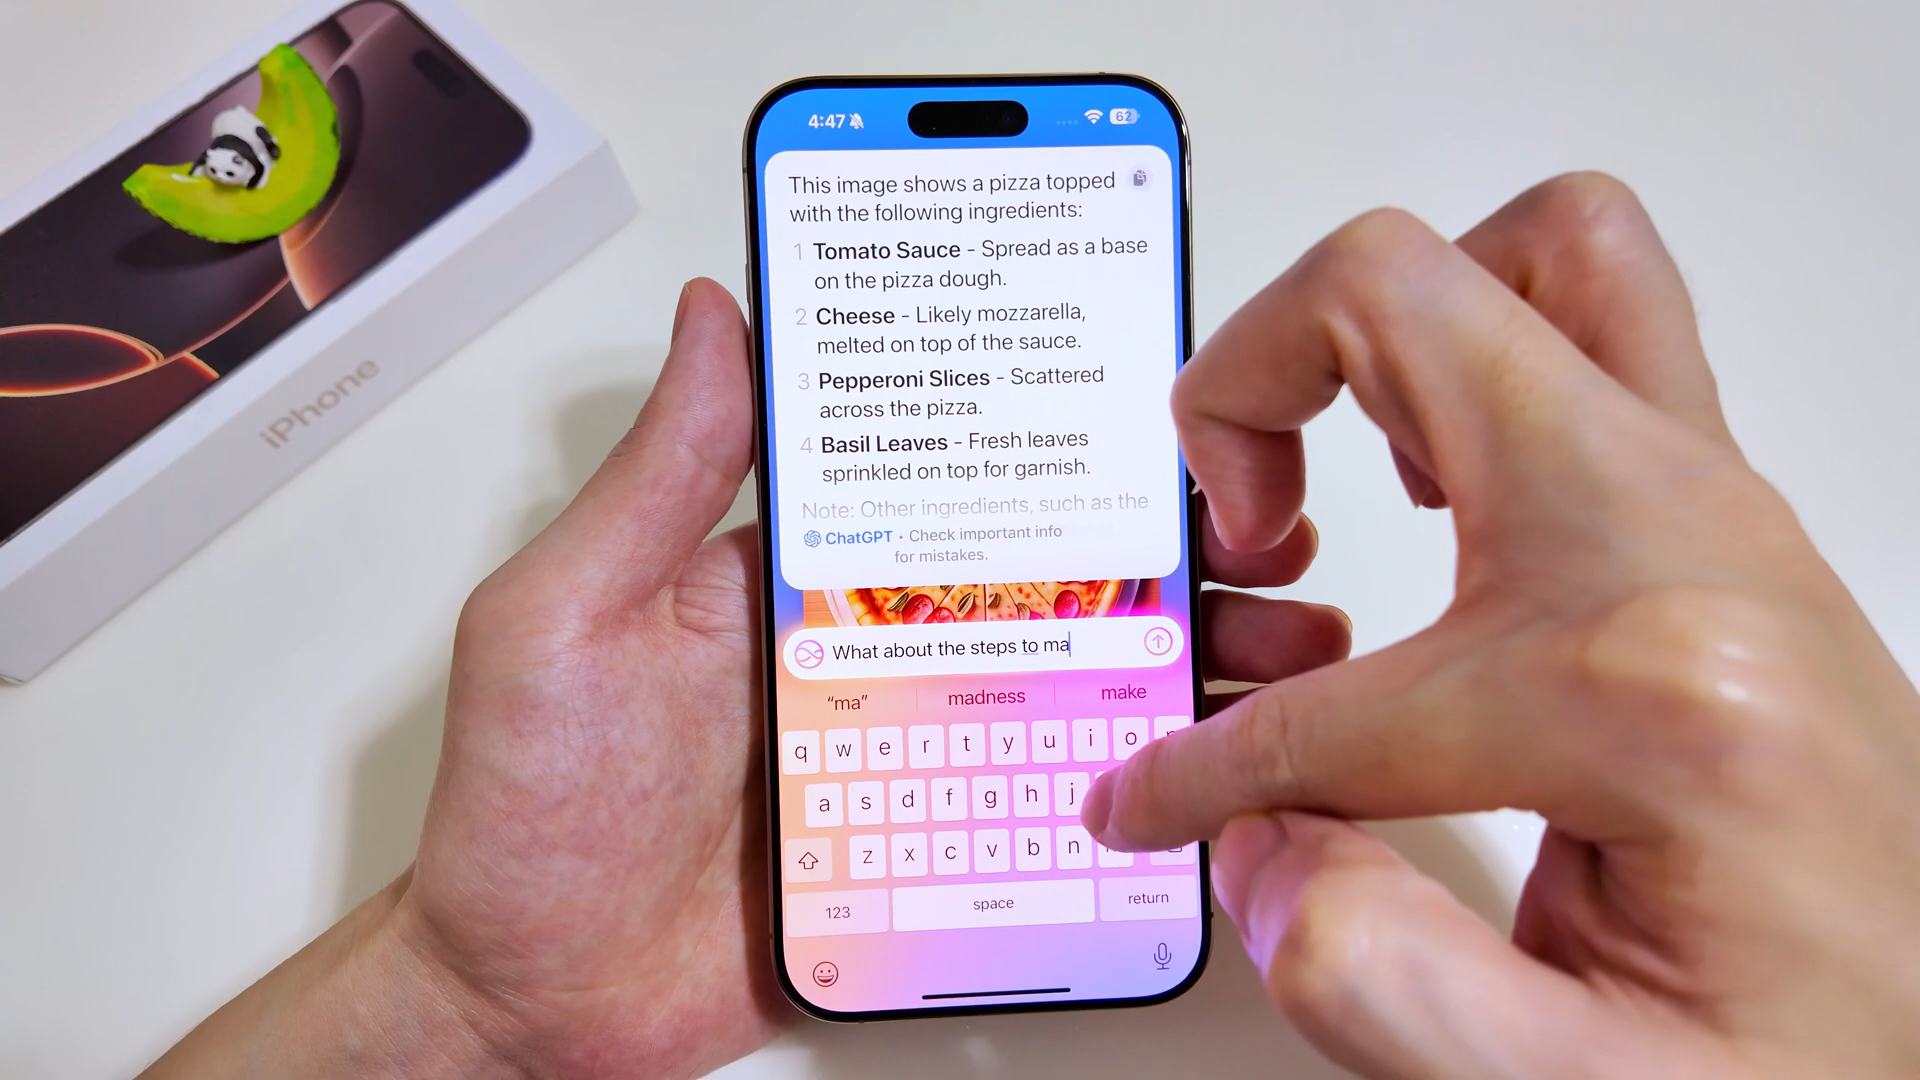 iPhone
4:47
62
This image shows a pizza topped
with the following ingredients:
1 Tomato Sauce - Spread as a base
on the pizza dough.
2 Cheese - Likely mozzarella,
melted on top of the sauce.
3 Pepperoni Slices - Scattered
across the pizza.
4 Basil Leaves - Fresh leaves
sprinkled on top for garnish.
Note: Other ingredients, such as the
ChatGPT • Check important info
for mistakes.
What about the steps to ma
“ma” madness make
q w e r t y u i o
a s d f g h j
z x c v b n
123 space return